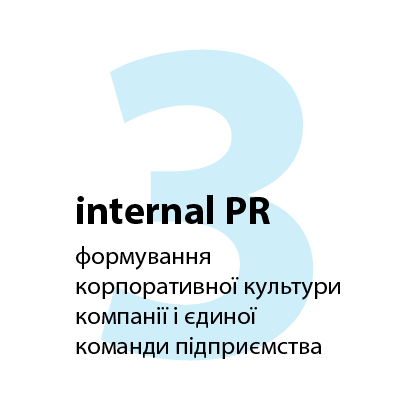 3
internal PR
формування
корпоративної культури
компанії і єдиної
команди підприємства